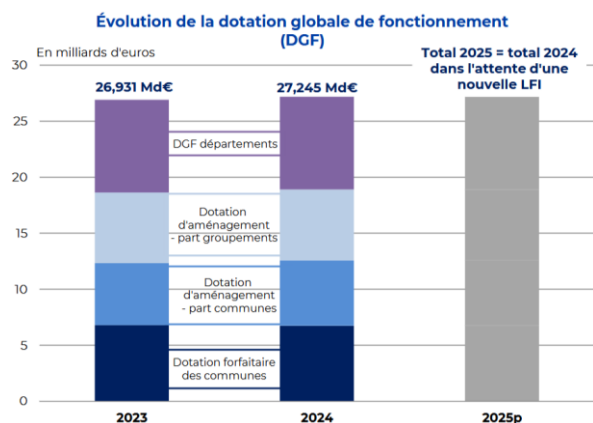 Évolution de la dotation globale de fonctionnement
(DGF)
En milliards d'euros
Total 2025 = total 2024
dans l'attente d'une
nouvelle LFI
30
25
20
15
10
5
0
26,931 Md€
27,245 Md€
DGF départements
Dotation
d'aménagement
- part groupements
Dotation
d'aménagement
- part communes
Dotation forfaitaire
des communes
2023
2024
2025p